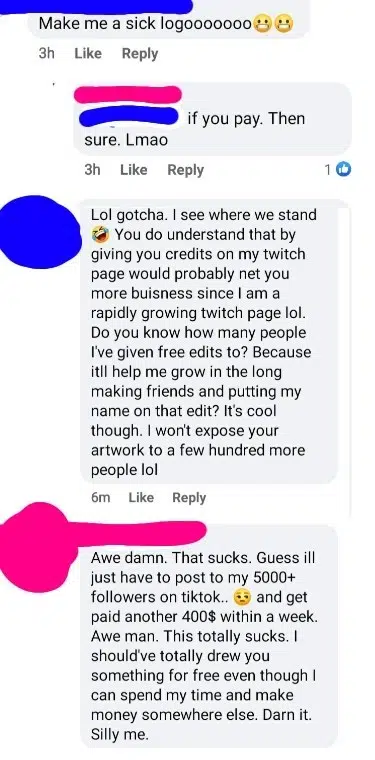 Make me a sick logooooooo😬😬
3h Like Reply
if you pay. Then
sure. Lmao
3h Like Reply 1
Lol gotcha. I see where we stand
🤣 You do understand that by
giving you credits on my twitch
page would probably net you
more buisness since I am a
rapidly growing twitch page lol.
Do you know how many people
I've given free edits to? Because
itll help me grow in the long
making friends and putting my
name on that edit? It's cool
though. I won't expose your
artwork to a few hundred more
people lol
6m Like Reply
Awe damn. That sucks. Guess ill
just have to post to my 5000+
followers on tiktok.. 😒 and get
paid another 400$ within a week.
Awe man. This totally sucks. I
should've totally drew you
something for free even though I
can spend my time and make
money somewhere else. Darn it.
Silly me.